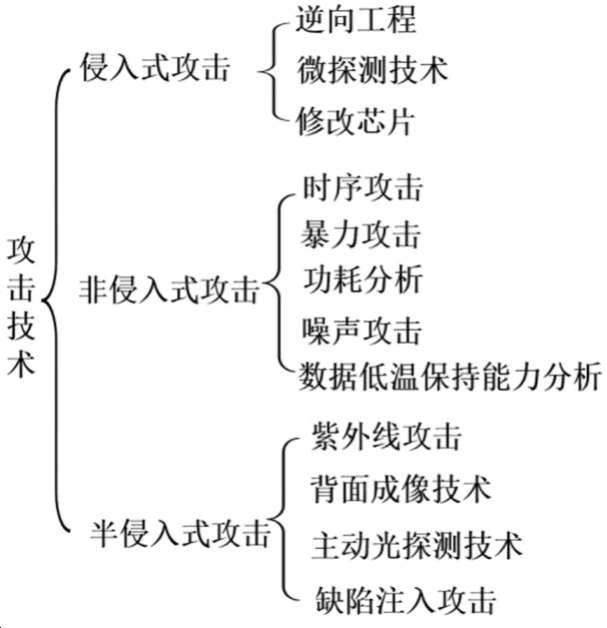 攻击技术
侵入式攻击
逆向工程
微探测技术
修改芯片
非侵入式攻击
时序攻击
暴力攻击
功耗分析
噪声攻击
数据低温保持能力分析
半侵入式攻击
紫外线攻击
背面成像技术
主动光探测技术
缺陷注入攻击